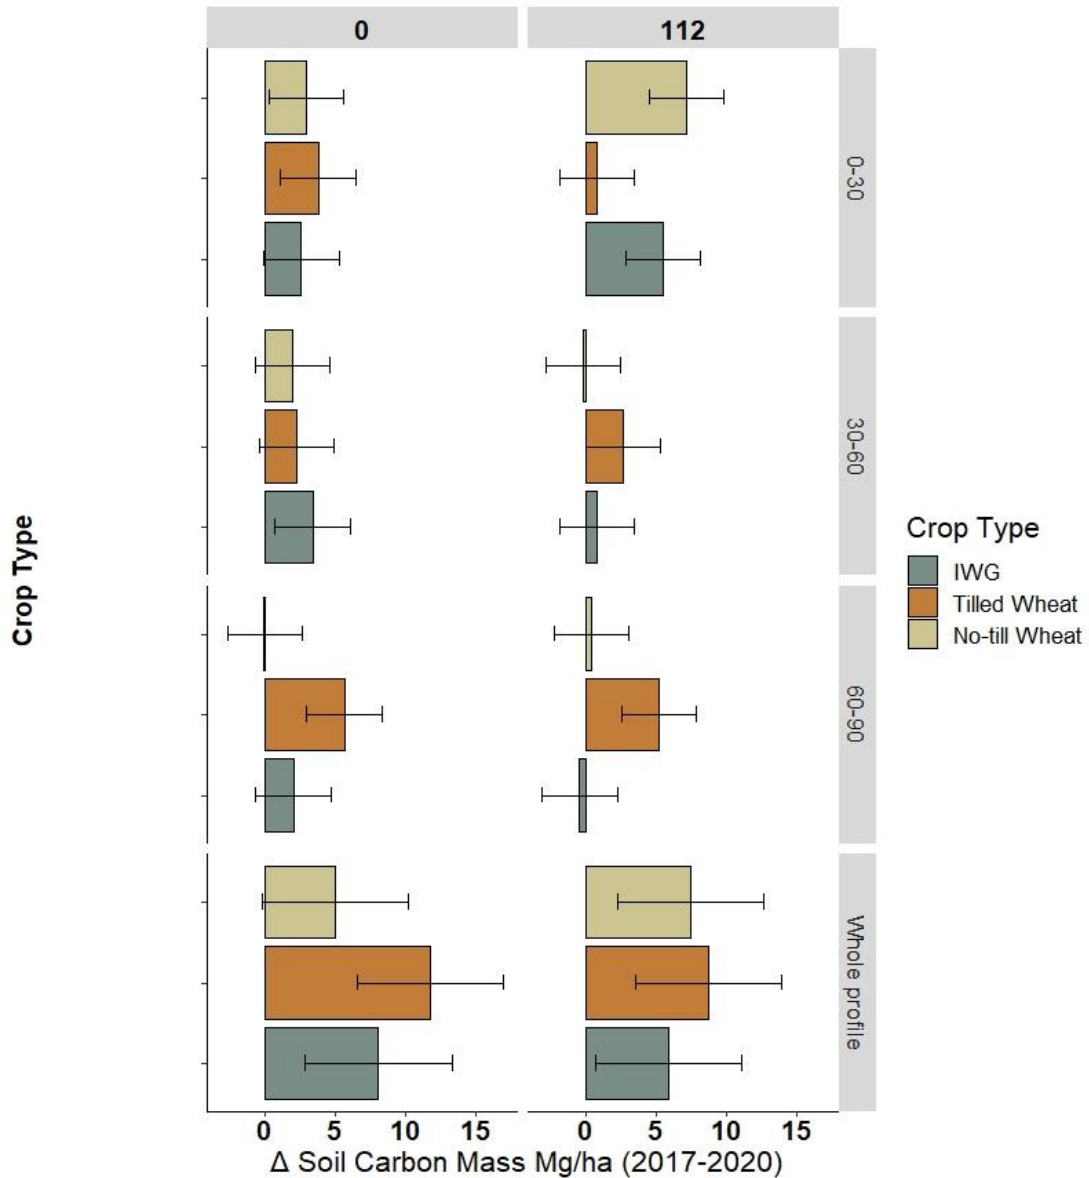 0 112
0-30
30-60
60-90
Whole profile
Crop Type
Crop Type
IWG
Tilled Wheat
No-till Wheat
0 5 10 15 0 5 10 15
Δ Soil Carbon Mass Mg/ha (2017-2020)